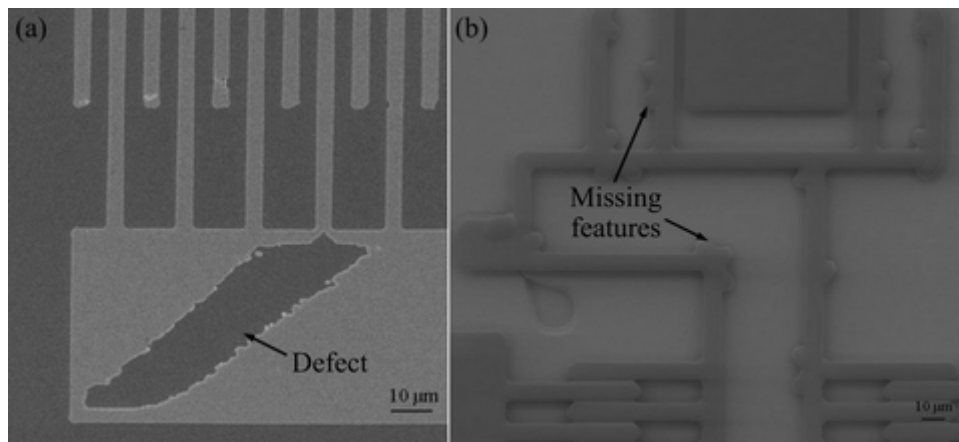 (a)
Defect
10 μm
(b)
Missing
features
10 μm